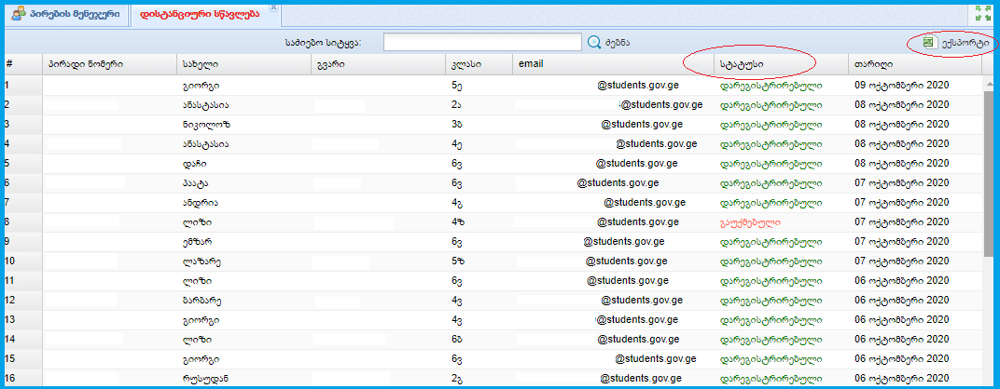 პირების მენეჯერი დისტანციური სწავლება
საძიებო სიტყვა: ძებნა ექსპორტი
# პირადი ნომერი სახელი გვარი კლასი email სტატუსი თარიღი
1 გიორგი 5ე @students.gov.ge დარეგისტრირებული 09 ოქტომბერი 2020
2 ანასტასია 2ა @students.gov.ge დარეგისტრირებული 08 ოქტომბერი 2020
3 ნიკოლოზ 3ბ @students.gov.ge დარეგისტრირებული 08 ოქტომბერი 2020
4 ანასტასია 4ე @students.gov.ge დარეგისტრირებული 08 ოქტომბერი 2020
5 დაჩი 6ვ @students.gov.ge დარეგისტრირებული 08 ოქტომბერი 2020
6 პაატა 6ვ @students.gov.ge დარეგისტრირებული 07 ოქტომბერი 2020
7 ანდრია 4გ @students.gov.ge დარეგისტრირებული 07 ოქტომბერი 2020
8 ლიზი 4ზ @students.gov.ge გაუქმებული 07 ოქტომბერი 2020
9 ემზარ 6ვ @students.gov.ge დარეგისტრირებული 07 ოქტომბერი 2020
10 ლაზარე 5ზ @students.gov.ge დარეგისტრირებული 07 ოქტომბერი 2020
11 ლიზი 6ვ @students.gov.ge დარეგისტრირებული 06 ოქტომბერი 2020
12 ბარბარე 4ვ @students.gov.ge დარეგისტრირებული 06 ოქტომბერი 2020
13 გიორგი 4ვ @students.gov.ge დარეგისტრირებული 06 ოქტომბერი 2020
14 ლიზი 6ბ @students.gov.ge დარეგისტრირებული 06 ოქტომბერი 2020
15 გიორგი 6ვ @students.gov.ge დარეგისტრირებული 06 ოქტომბერი 2020
16 რუსუდან 2გ @students.gov.ge დარეგისტრირებული 06 ოქტომბერი 2020